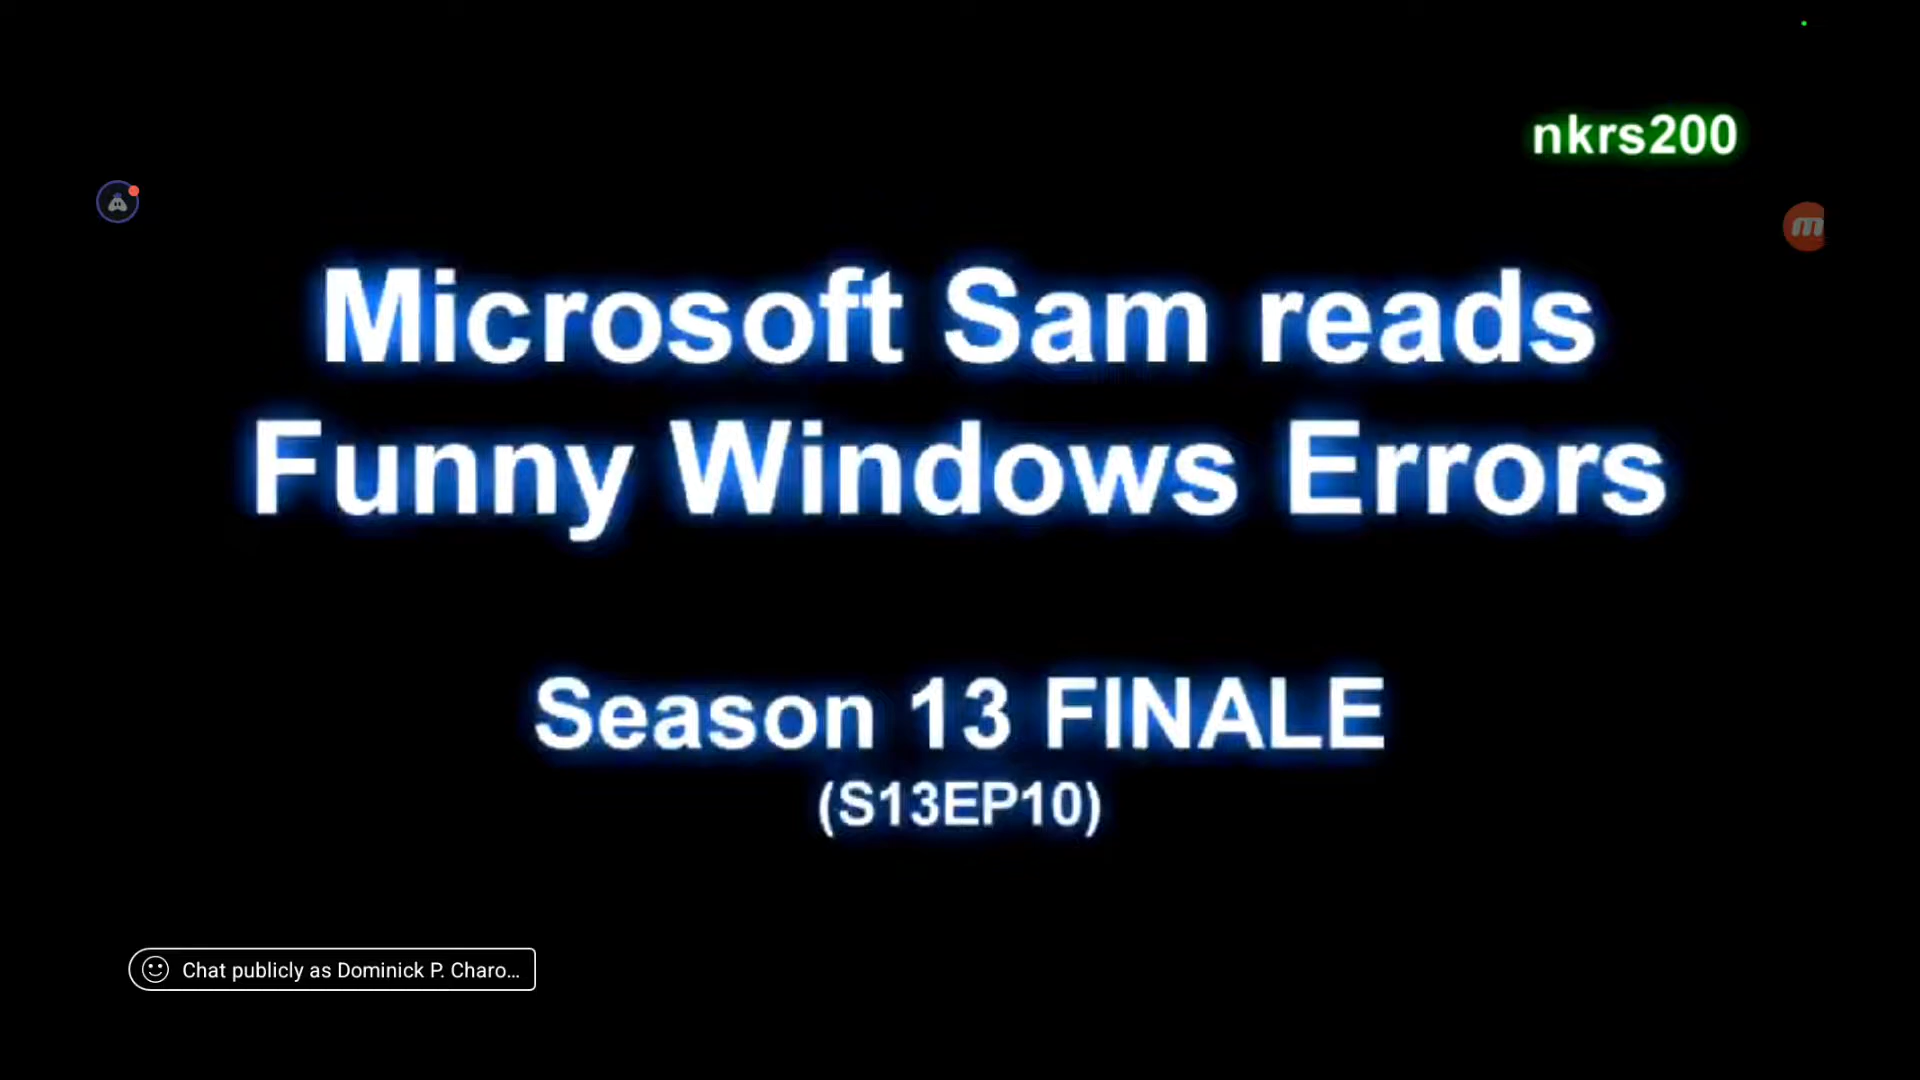 nkrs200
m
Microsoft Sam reads
Funny Windows Errors
Season 13 FINALE
(S13EP10)
Chat publicly as Dominick P. Charo...